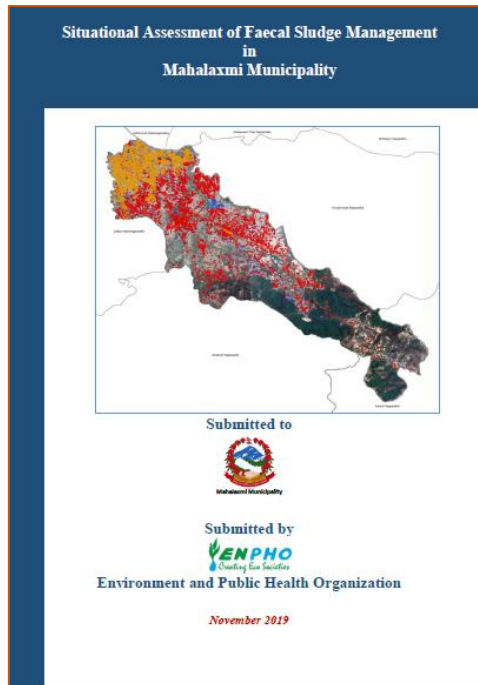 Situational Assessment of Faecal Sludge Management
in
Mahalaxmi Municipality
Submitted to
Mahalaxmi Municipality
Submitted by
ENPHO
Creating Eco Societies
Environment and Public Health Organization
November 2019